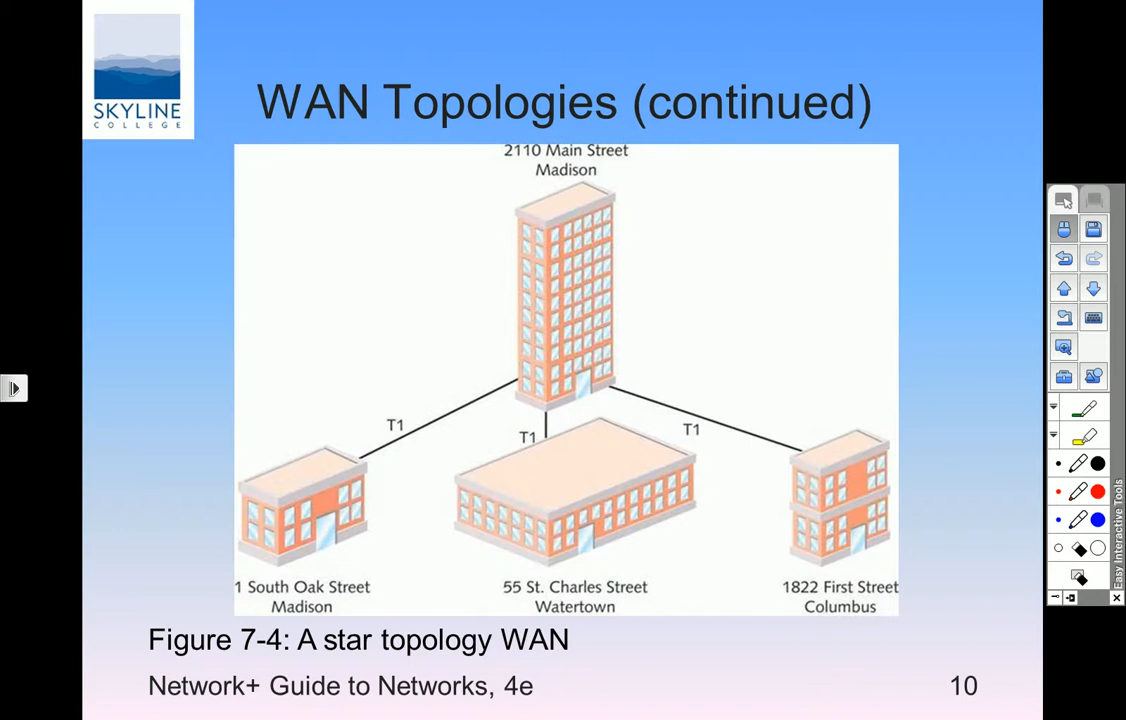 SKYLINE
COLLEGE
WAN Topologies (continued)
2110 Main Street
Madison
T1
T1
T1
1 South Oak Street
Madison
55 St. Charles Street
Watertown
1822 First Street
Columbus
Figure 7-4: A star topology WAN
Network+ Guide to Networks, 4e
10
Easy Interactive Tools